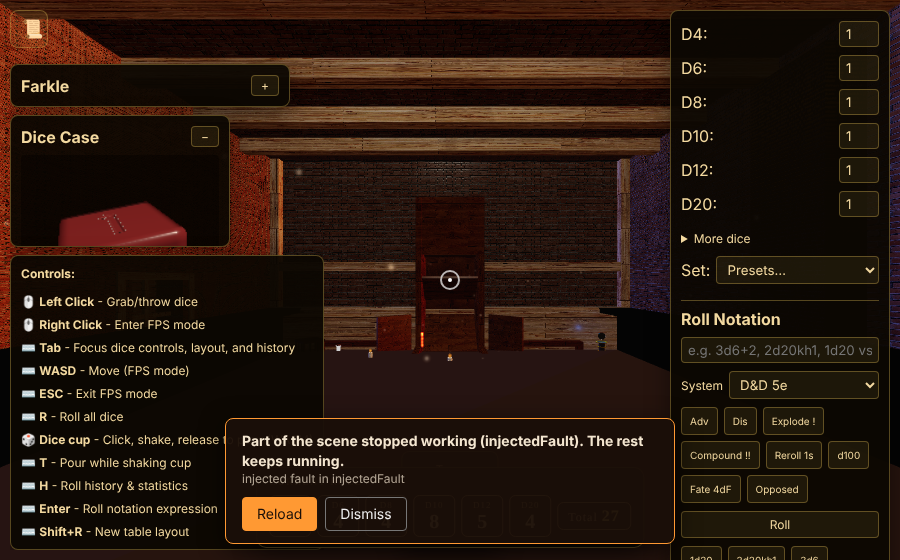 Farkle
+
Dice Case
−
Controls:
Left Click - Grab/throw dice
Right Click - Enter FPS mode
Tab - Focus dice controls, layout, and history
WASD - Move (FPS mode)
ESC - Exit FPS mode
R - Roll all dice
Dice cup - Click, shake, release
T - Pour while shaking cup
H - Roll history & statistics
Enter - Roll notation expression
Shift+R - New table layout
Part of the scene stopped working (injectedFault). The rest
keeps running.
injected fault in injectedFault
Reload
Dismiss
8 5 4 Total 27
D4: 1
D6: 1
D8: 1
D10: 1
D12: 1
D20: 1
More dice
Set: Presets...
Roll Notation
e.g. 3d6+2, 2d20kh1, 1d20 vs
System D&D 5e
Adv Dis Explode !
Compound !! Reroll 1s d100
Fate 4dF Opposed
Roll
1d20 2d20kh1 3d6